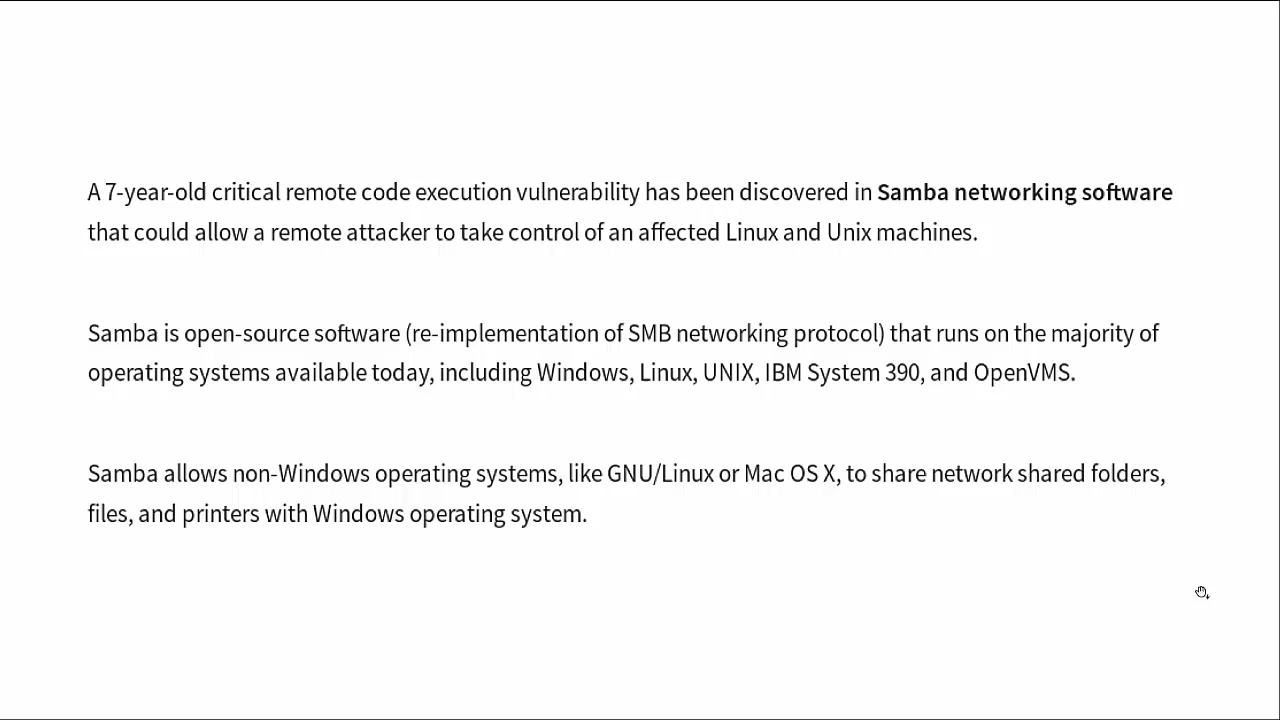 A 7-year-old critical remote code execution vulnerability has been discovered in Samba networking software
that could allow a remote attacker to take control of an affected Linux and Unix machines.
Samba is open-source software (re-implementation of SMB networking protocol) that runs on the majority of
operating systems available today, including Windows, Linux, UNIX, IBM System 390, and OpenVMS.
Samba allows non-Windows operating systems, like GNU/Linux or Mac OS X, to share network shared folders,
files, and printers with Windows operating system.